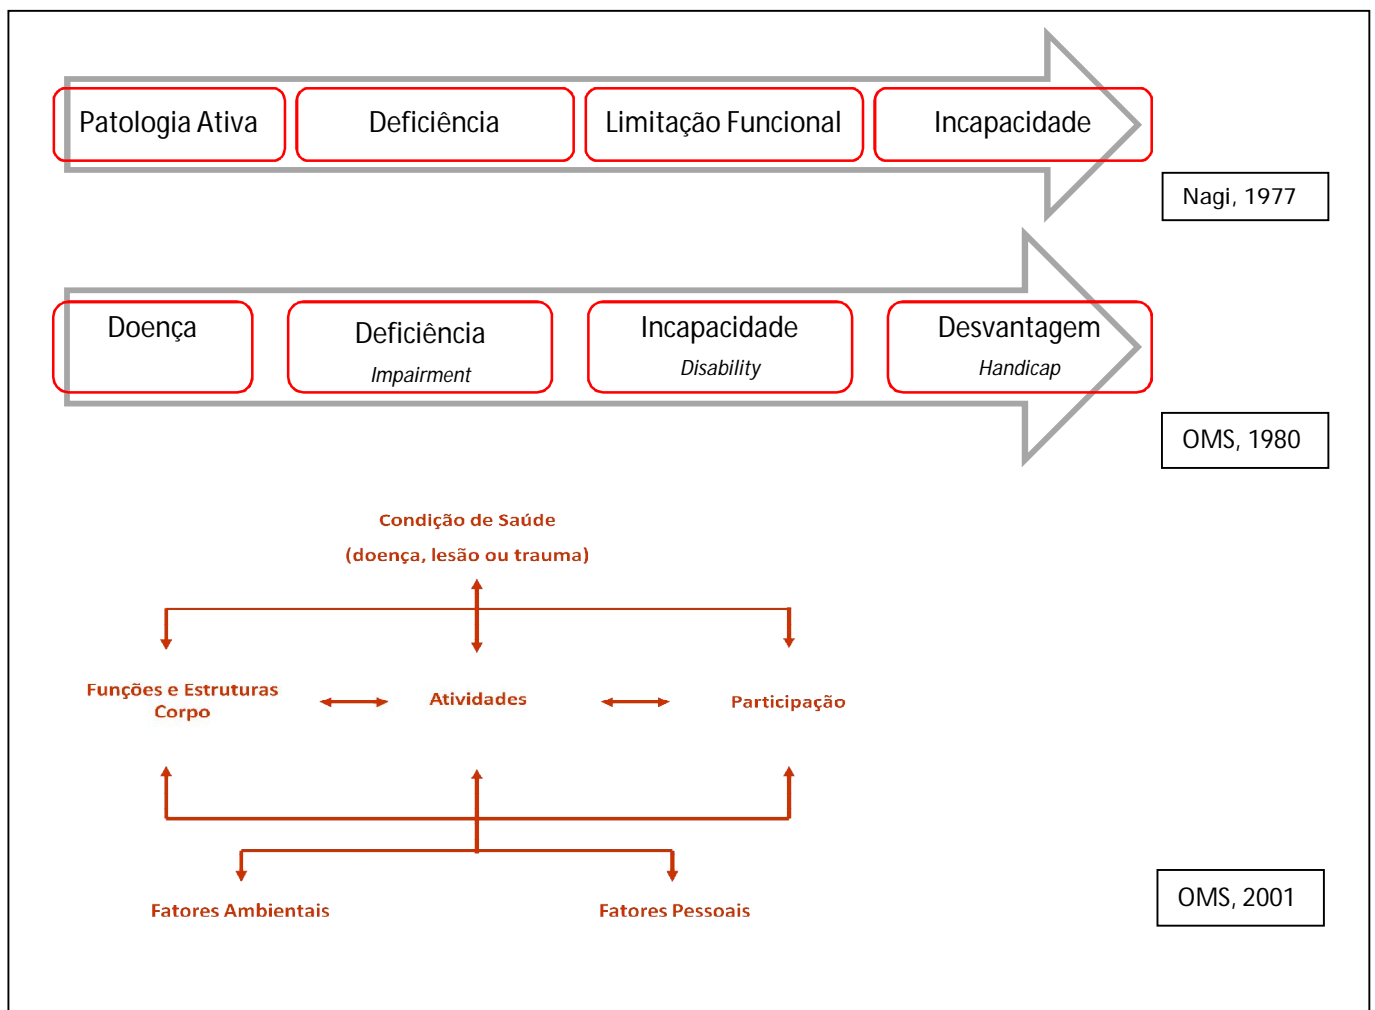 Patologia Ativa
Deficiência
Limitação Funcional
Incapacidade
Nagi, 1977
Doença
Deficiência
Impairment
Incapacidade
Disability
Desvantagem
Handicap
OMS, 1980
Condição de Saúde
(doença, lesão ou trauma)
Funções e Estruturas
Corpo
Atividades
Participação
Fatores Ambientais
Fatores Pessoais
OMS, 2001